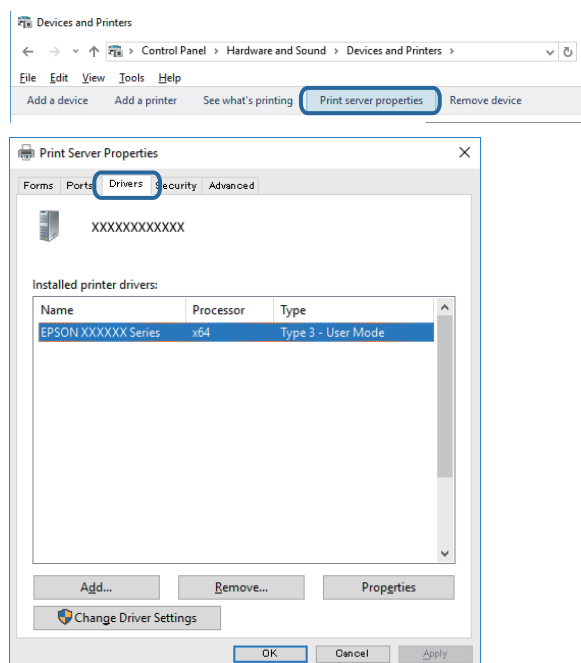 Devices and Printers
Control Panel > Hardware and Sound > Devices and Printers >
File Edit View Tools Help
Add a device Add a printer See what's printing Print server properties Remove device
Print Server Properties
Forms Ports Drivers Security Advanced
XXXXXXXXXXXX
Installed printer drivers:
Name Processor Type
EPSON XXXXXX Series x64 Type 3 - User Mode
Add... Remove... Properties
Change Driver Settings
OK Cancel Apply